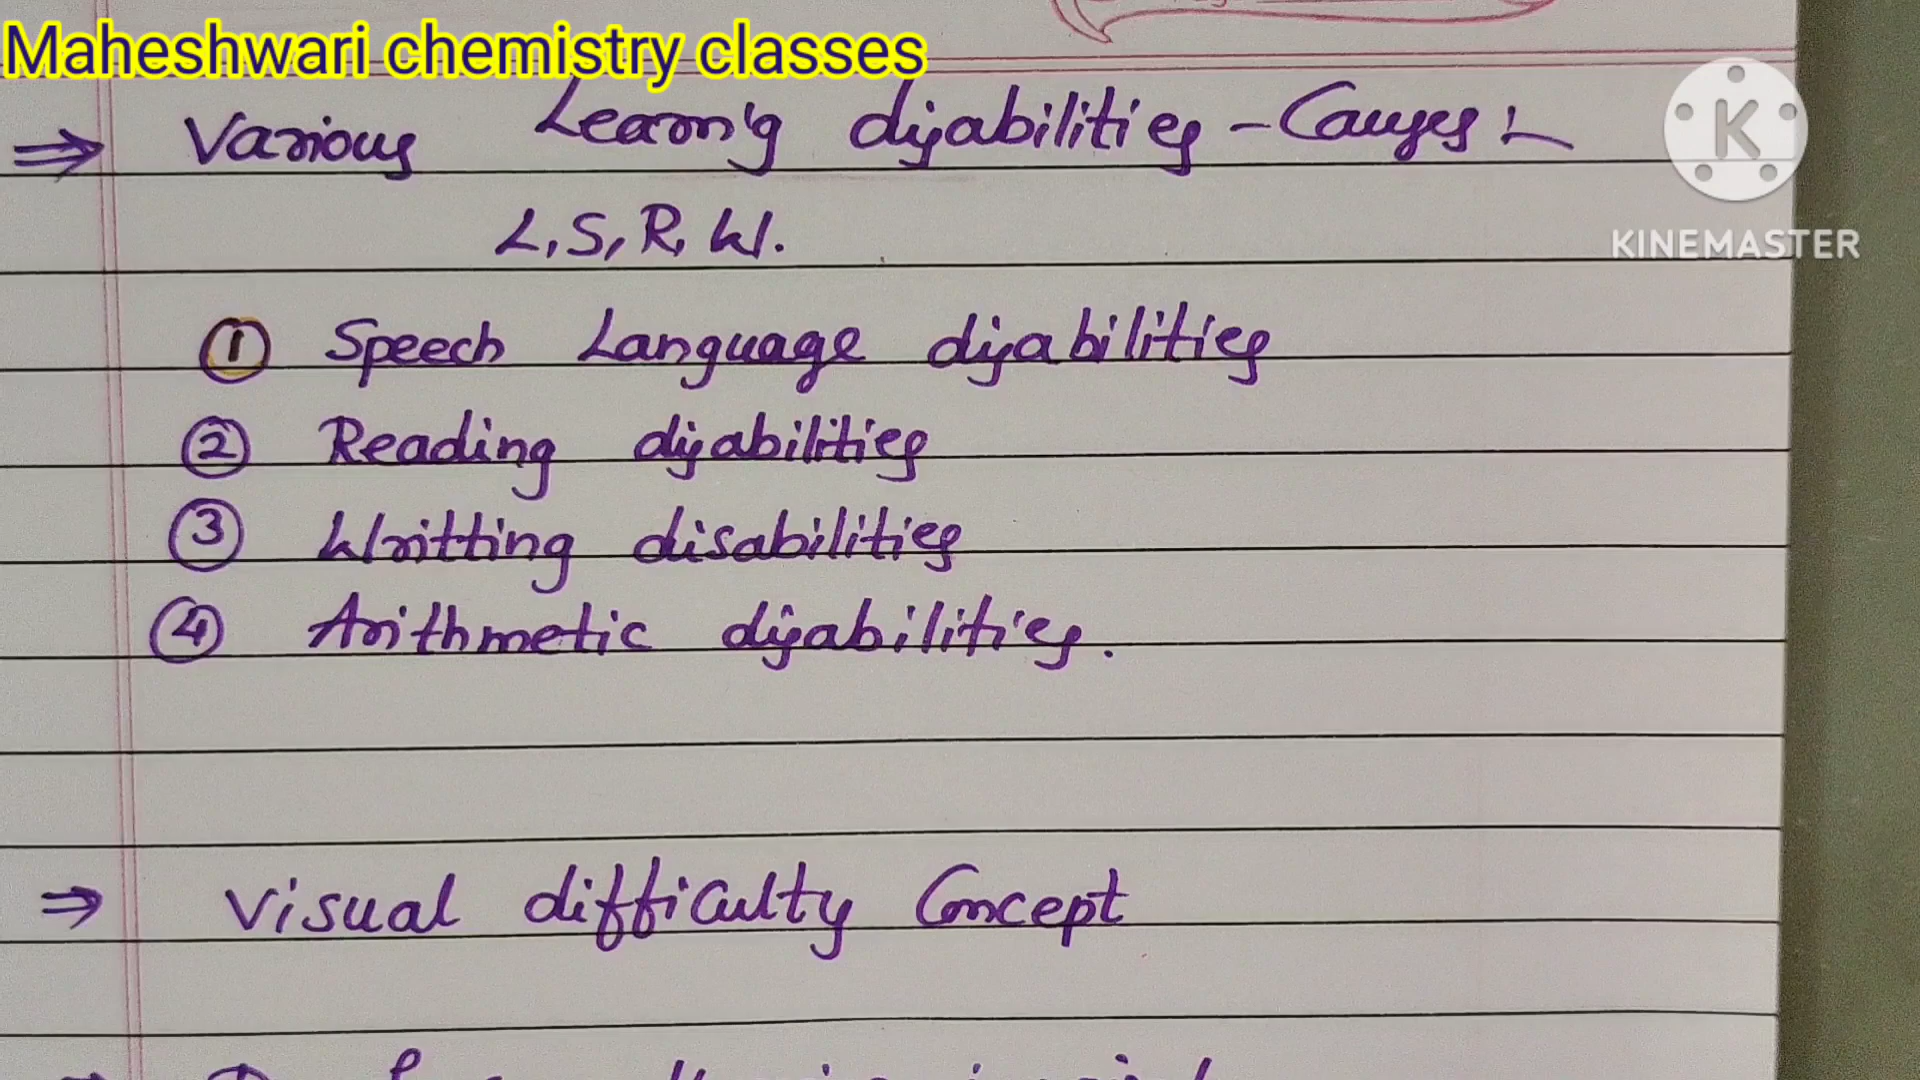 Maheshwari chemistry classes
⇒ Various Learn'g disabilities - Causes :-
K
KINEMASTER
L, S, R, W.
① Speech Language disabilities
② Reading disabilities
③ Writting disabilities
④ Arithmetic disabilities.
⇒ Visual difficulty Concept